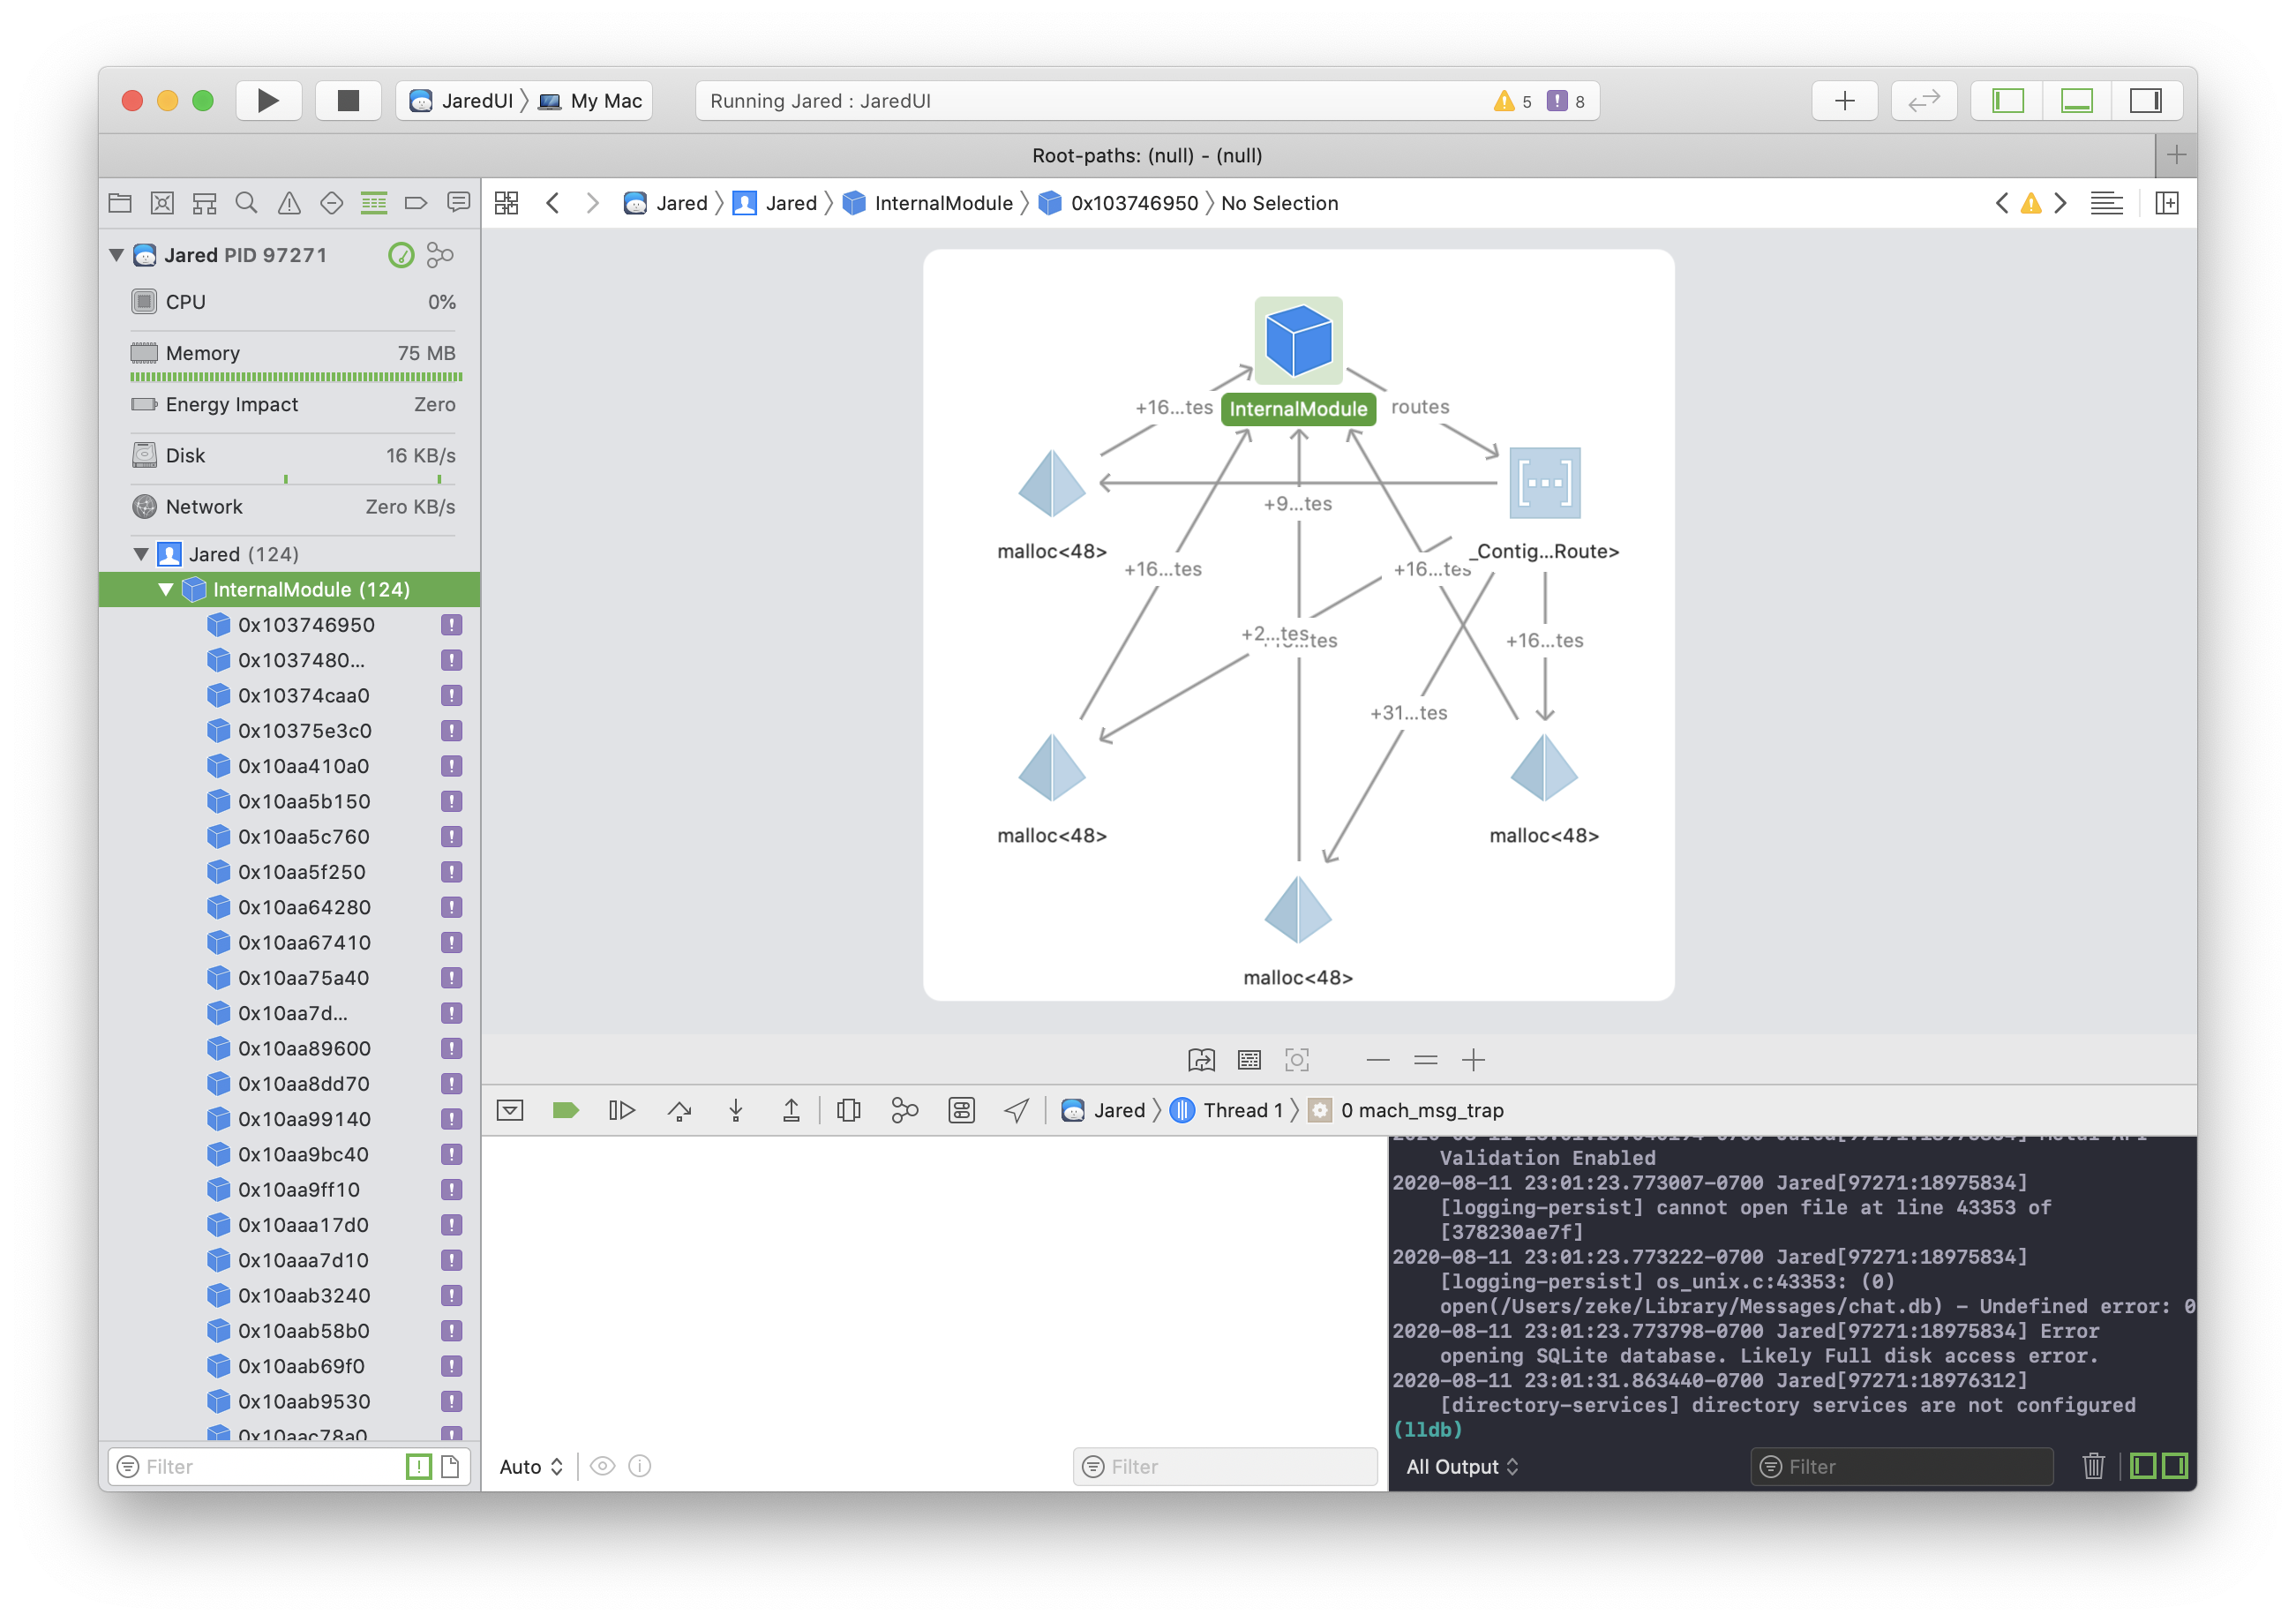 JaredUI 〉 My Mac
Running Jared : JaredUI
5
8
Root-paths: (null) - (null)
Jared 〉 Jared 〉 InternalModule 〉 0x103746950 〉 No Selection
Jared PID 97271
CPU 0%
Memory 75 MB
Energy Impact Zero
Disk 16 KB/s
Network Zero KB/s
Jared (124)
InternalModule (124)
0x103746950
0x1037480...
0x10374caa0
0x10375e3c0
0x10aa410a0
0x10aa5b150
0x10aa5c760
0x10aa5f250
0x10aa64280
0x10aa67410
0x10aa75a40
0x10aa7d...
0x10aa89600
0x10aa8dd70
0x10aa99140
0x10aa9bc40
0x10aa9ff10
0x10aaa17d0
0x10aaa7d10
0x10aab3240
0x10aab58b0
0x10aab69f0
0x10aab9530
0x10aac78a0
Filter
+16...tes
InternalModule
routes
+9...tes
malloc<48>
_Contig...Route>
+16...tes
+16...tes
+2...tes
+16...tes
+31...tes
malloc<48>
malloc<48>
malloc<48>
Jared 〉 Thread 1 〉 0 mach_msg_trap
Validation Enabled
2020-08-11 23:01:23.773007-0700 Jared[97271:18975834]
[logging-persist] cannot open file at line 43353 of
[378230ae7f]
2020-08-11 23:01:23.773222-0700 Jared[97271:18975834]
[logging-persist] os_unix.c:43353: (0)
open(/Users/zeke/Library/Messages/chat.db) - Undefined error: 0
2020-08-11 23:01:23.773798-0700 Jared[97271:18975834] Error
opening SQLite database. Likely Full disk access error.
2020-08-11 23:01:31.863440-0700 Jared[97271:18976312]
[directory-services] directory services are not configured
(lldb)
Auto
Filter
All Output
Filter